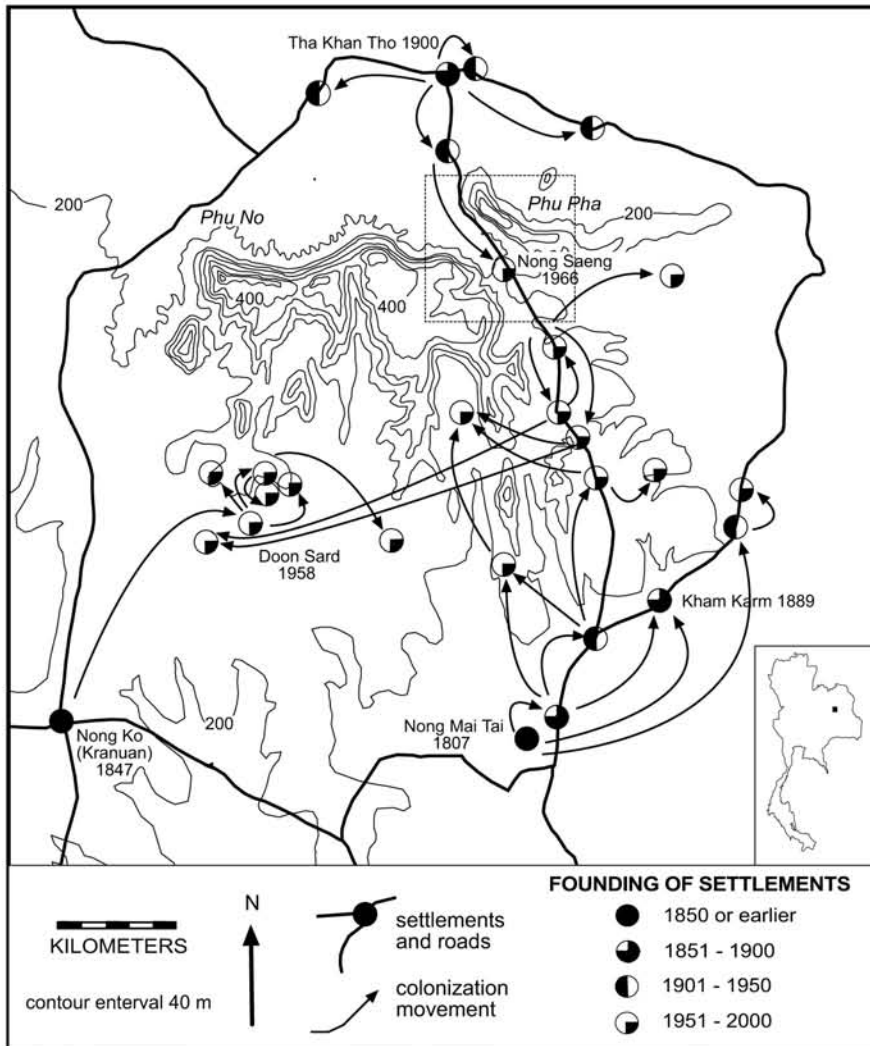 Tha Khan Tho 1900
200
Phu No
Phu Pha
200
Nong Saeng
1966
400
400
Doon Sard
1958
Kham Karm 1889
200
Nong Mai Tai
1807
Nong Ko
(Kranuan)
1847
FOUNDING OF SETTLEMENTS
N
settlements
and roads
1850 or earlier
KILOMETERS
1851 - 1900
colonization
movement
1901 - 1950
contour enterval 40 m
1951 - 2000